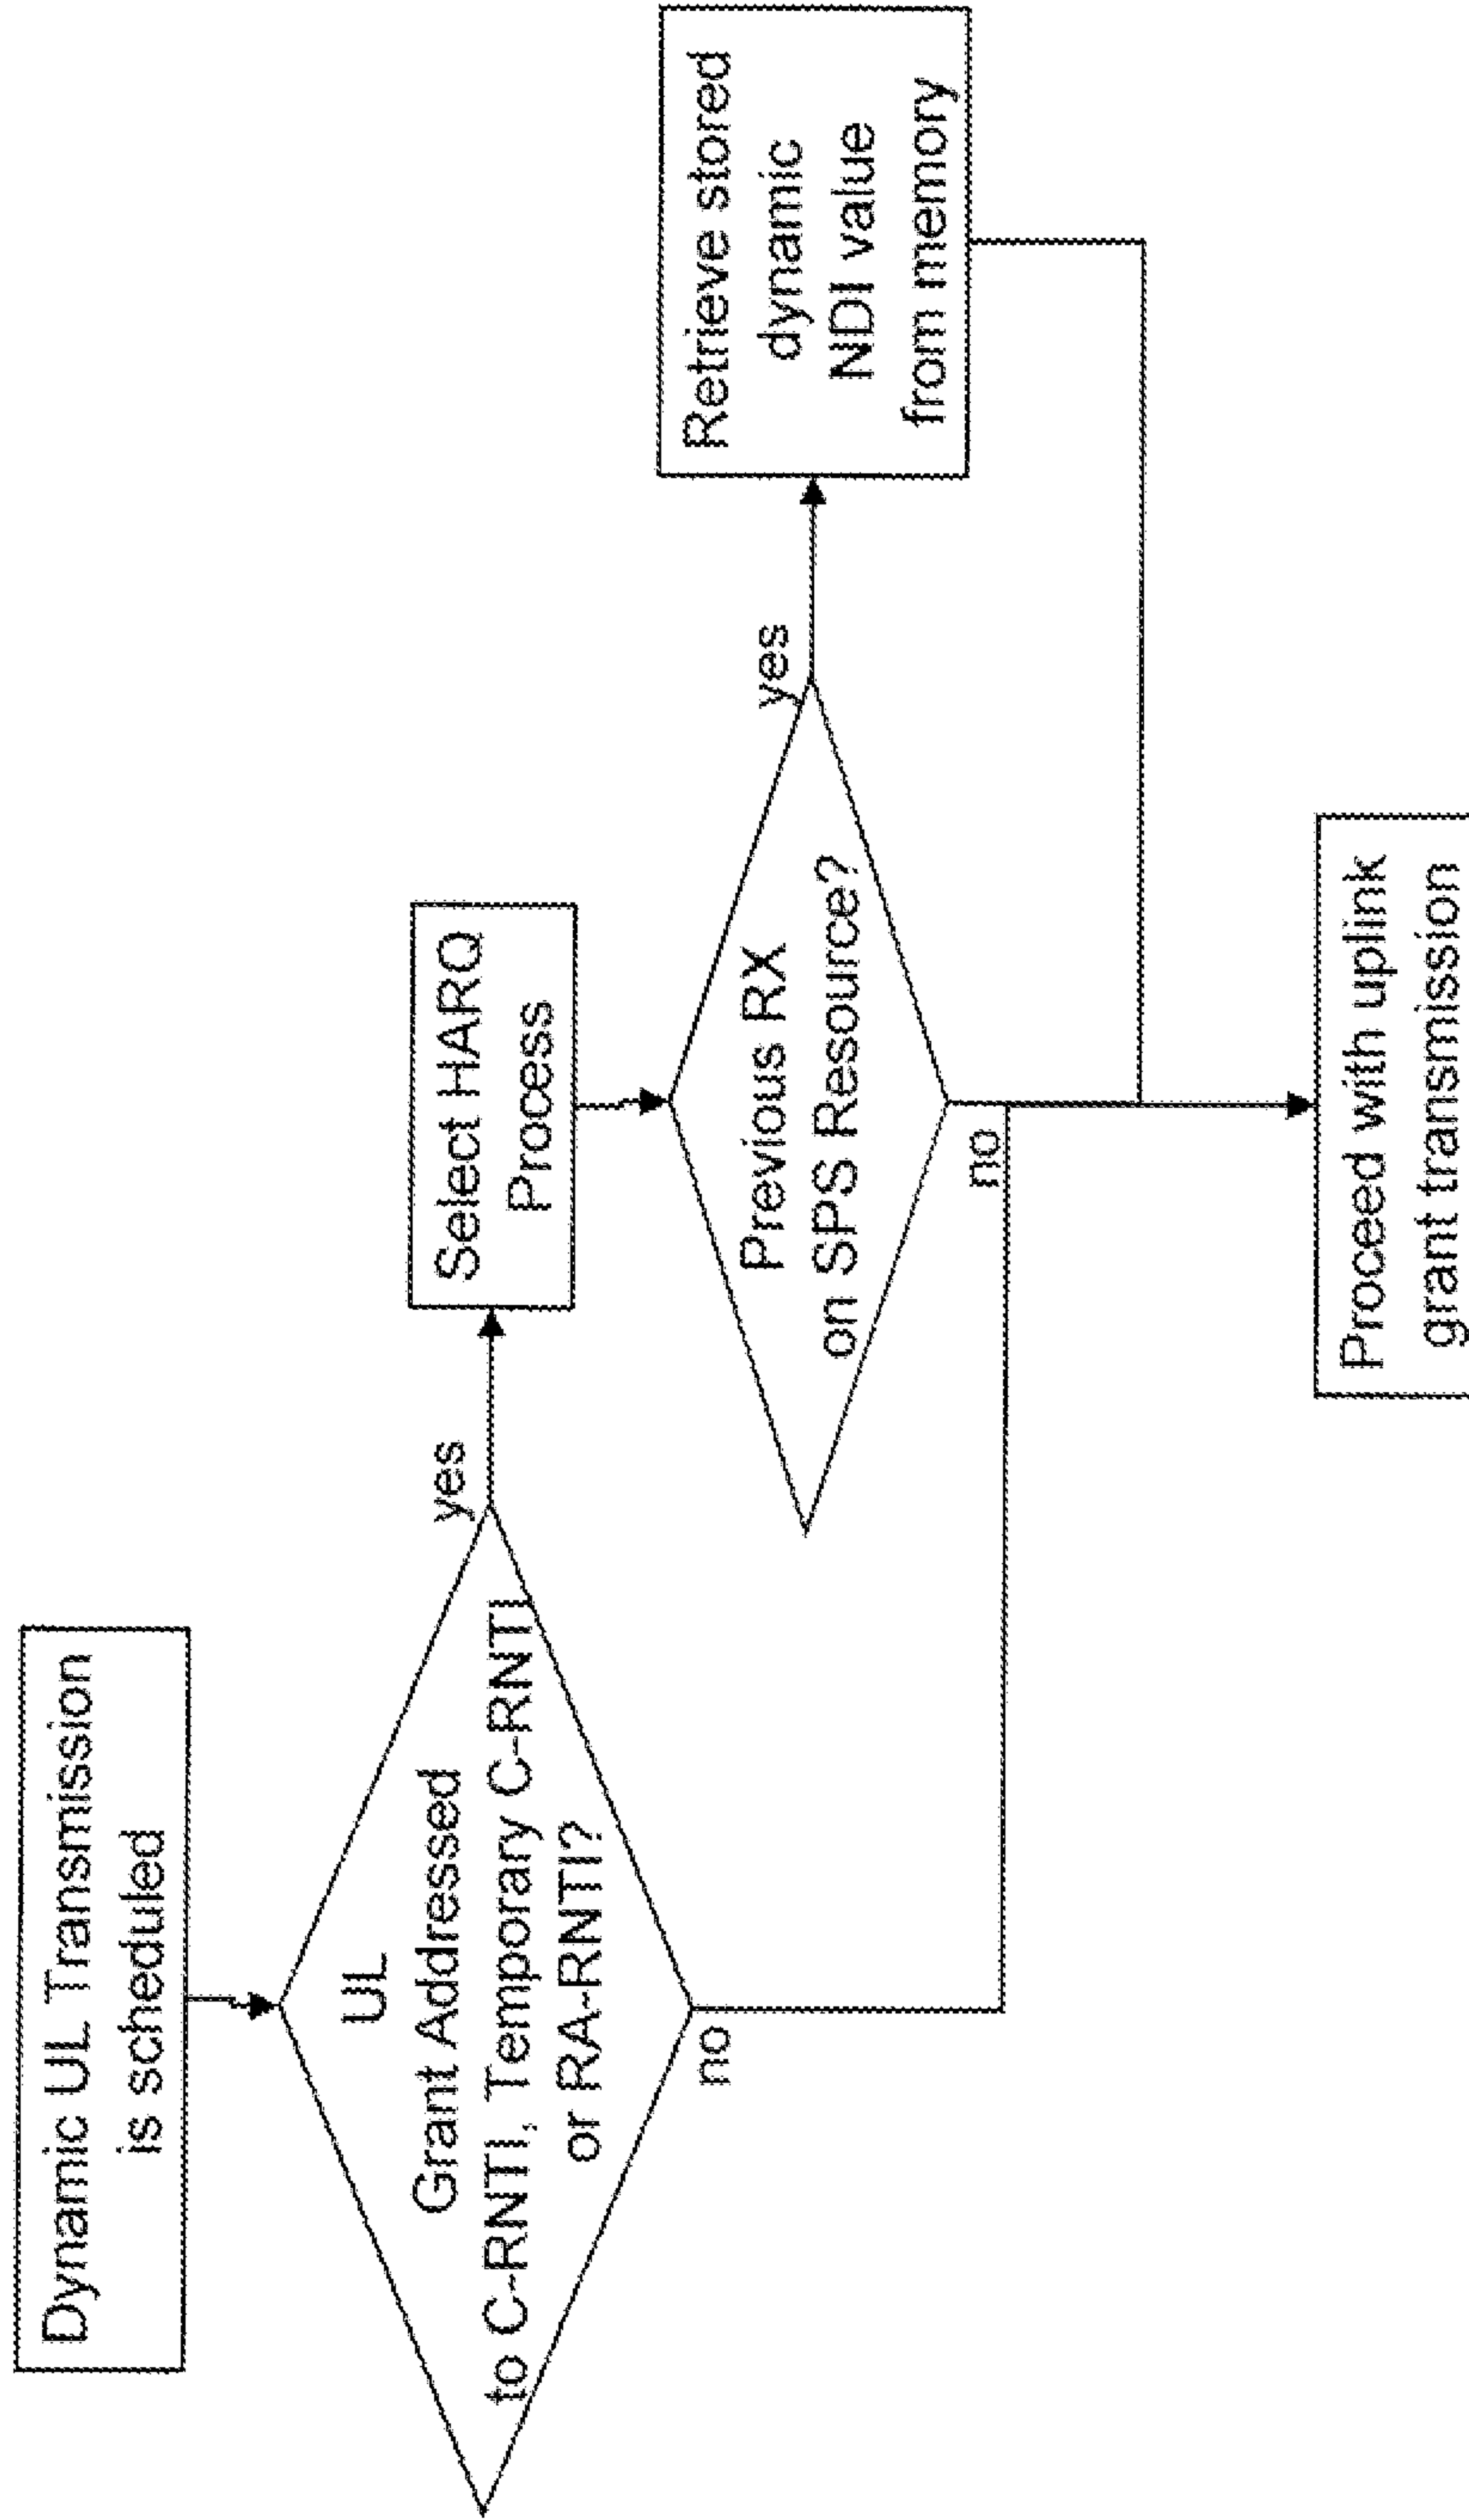 Dynamic UL Transmission
is scheduled
UL
Grant Addressed
to C-RNTI, Temporary C-RNTI
or RA-RNTI?
yes
no
Select HARQ
Process
Previous RX
on SPS Resource?
yes
no
Retrieve stored
dynamic
NDI value
from memory
Proceed with uplink
grant transmission